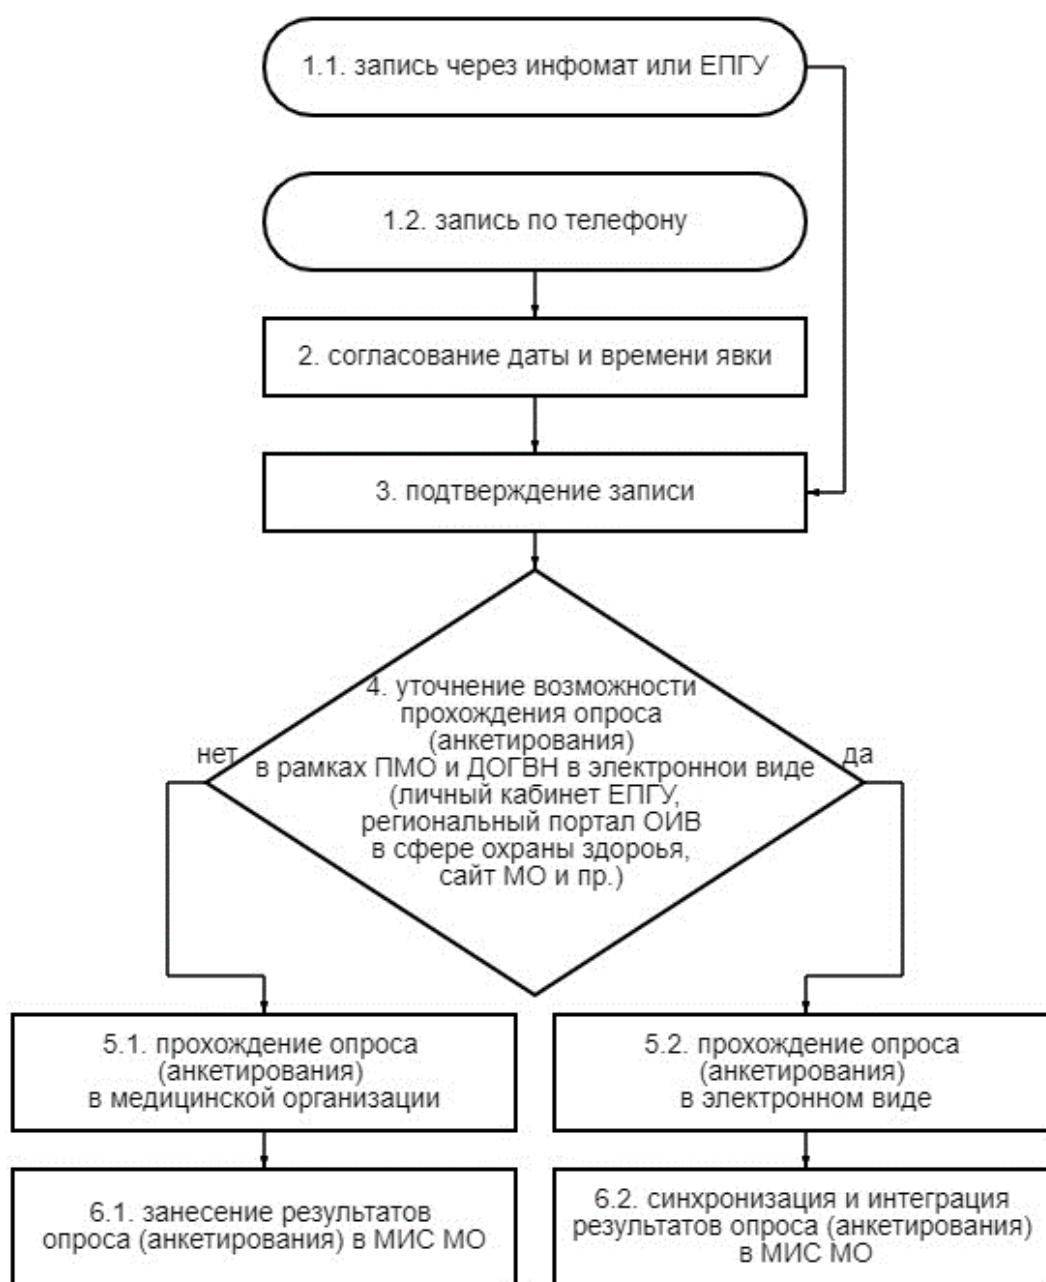 1.1. запись через инфомат или ЕПГУ
1.2. запись по телефону
2. согласование даты и времени явки
3. подтверждение записи
4. уточнение возможности
прохождения опроса
(анкетирования)
в рамках ПМО и ДОГВН в электроннои виде
(личный кабинет ЕПГУ,
региональный портал ОИВ
в сфере охраны здороья,
сайт МО и пр.)
нет
да
5.1. прохождение опроса
(анкетирования)
в медицинской организации
5.2. прохождение опроса
(анкетирования)
в электронном виде
6.1. занесение результатов
опроса (анкетирования) в МИС МО
6.2. синхронизация и интеграция
результатов опроса (анкетирования)
в МИС МО